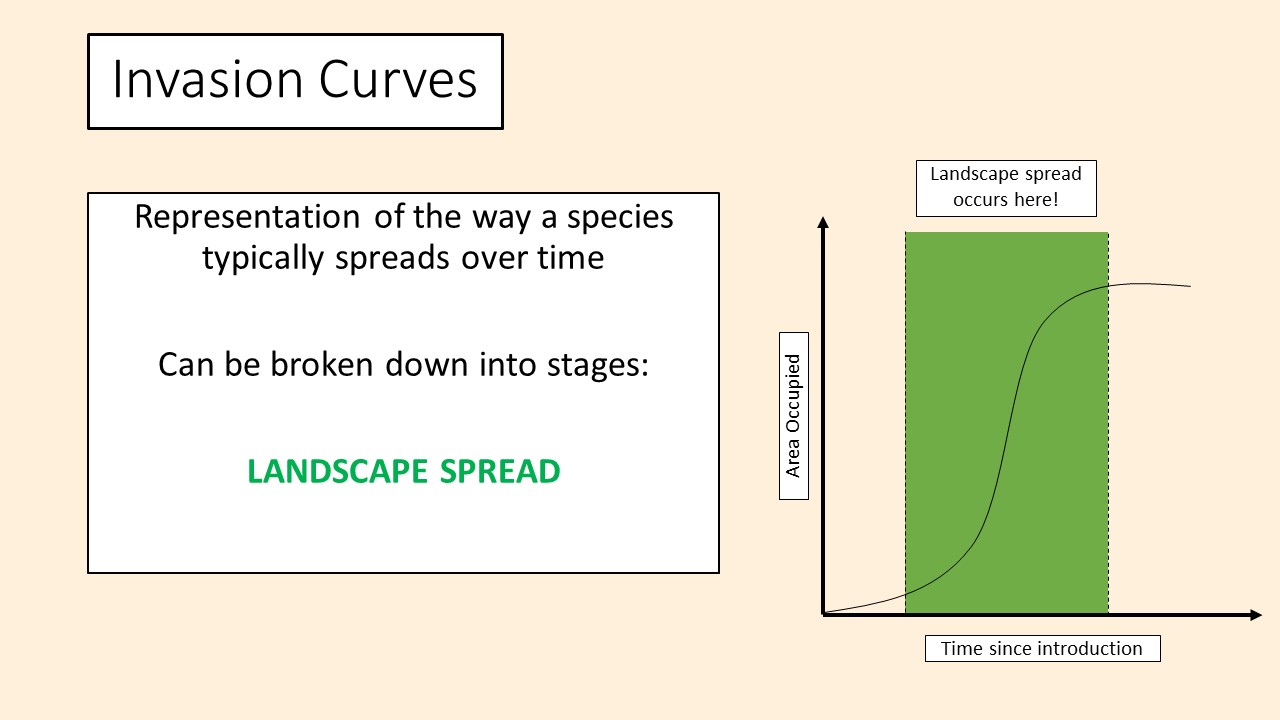 Invasion Curves
Representation of the way a species
typically spreads over time
Can be broken down into stages:
LANDSCAPE SPREAD
Landscape spread
occurs here!
Area Occupied
Time since introduction